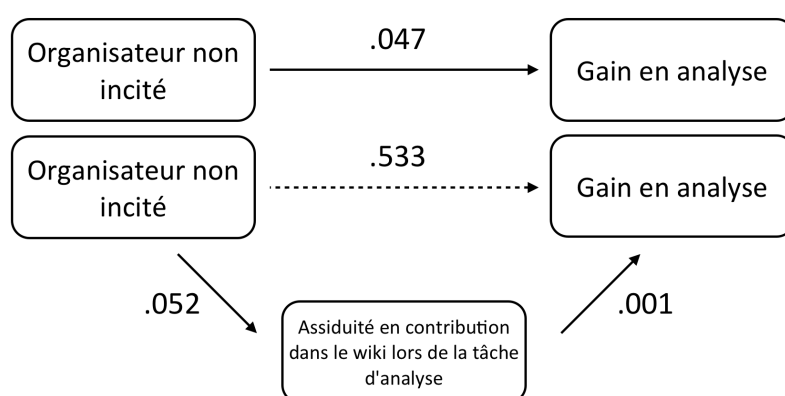 .047
Organisateur non
incité
Gain en analyse
.533
Organisateur non
incité
Gain en analyse
.052
.001
Assiduité en contribution
dans le wiki lors de la tâche
d'analyse